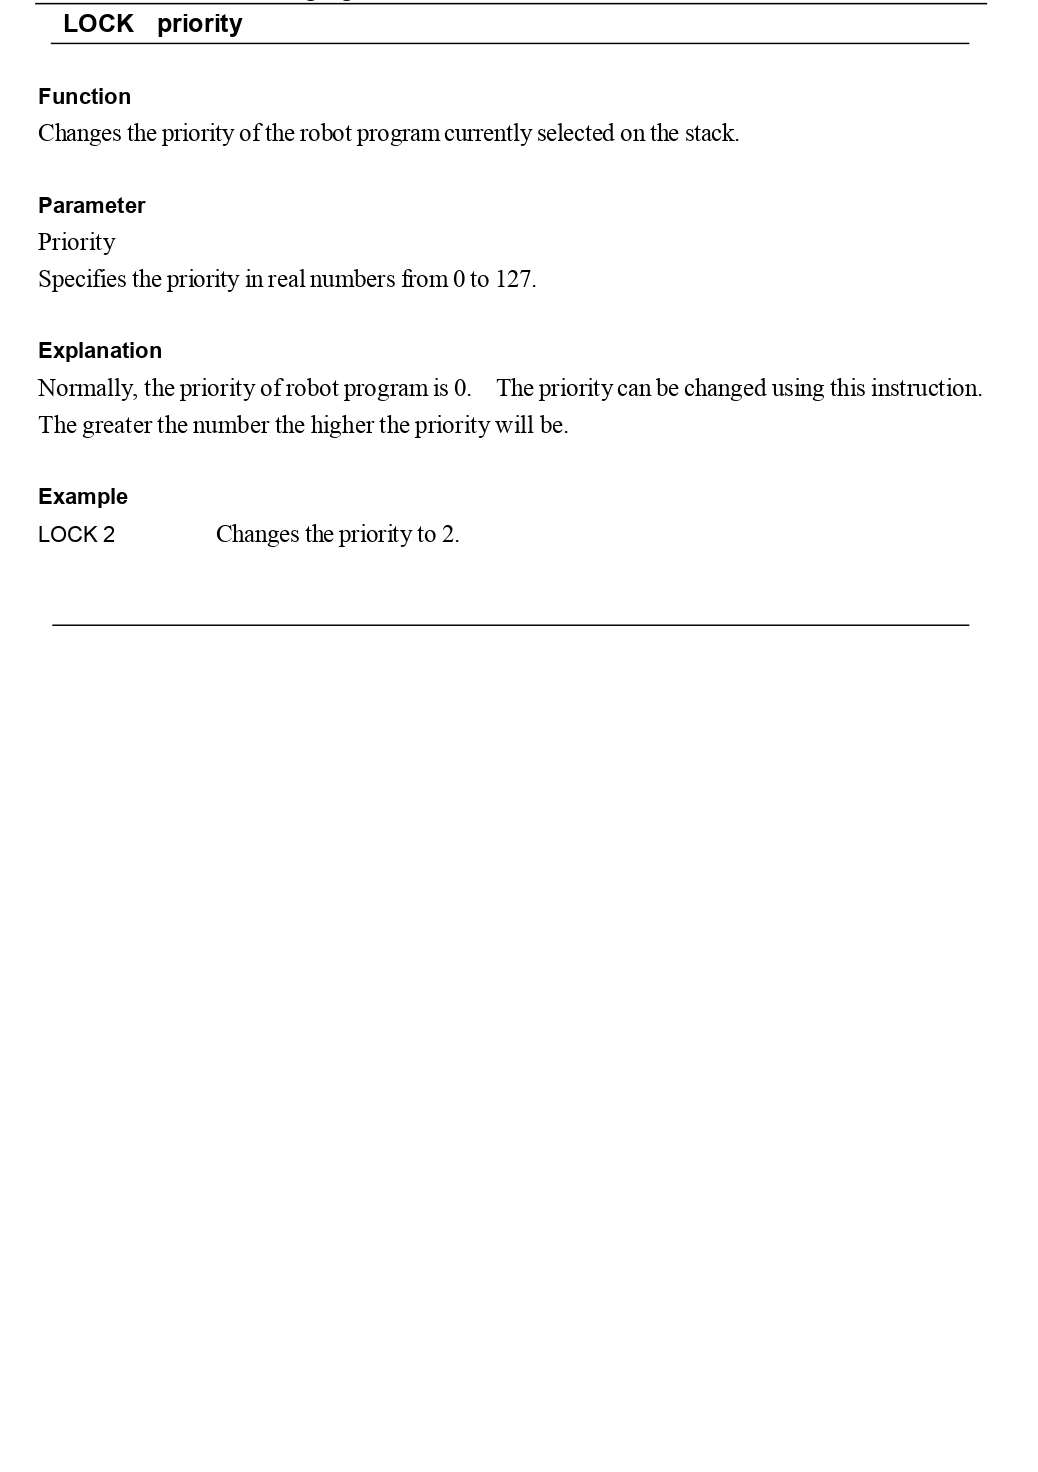 LOCK priority
Function
Changes the priority of the robot program currently selected on the stack.
Parameter
Priority
Specifies the priority in real numbers from 0 to 127.
Explanation
Normally, the priority of robot program is 0. The priority can be changed using this instruction.
The greater the number the higher the priority will be.
Example
LOCK 2 Changes the priority to 2.